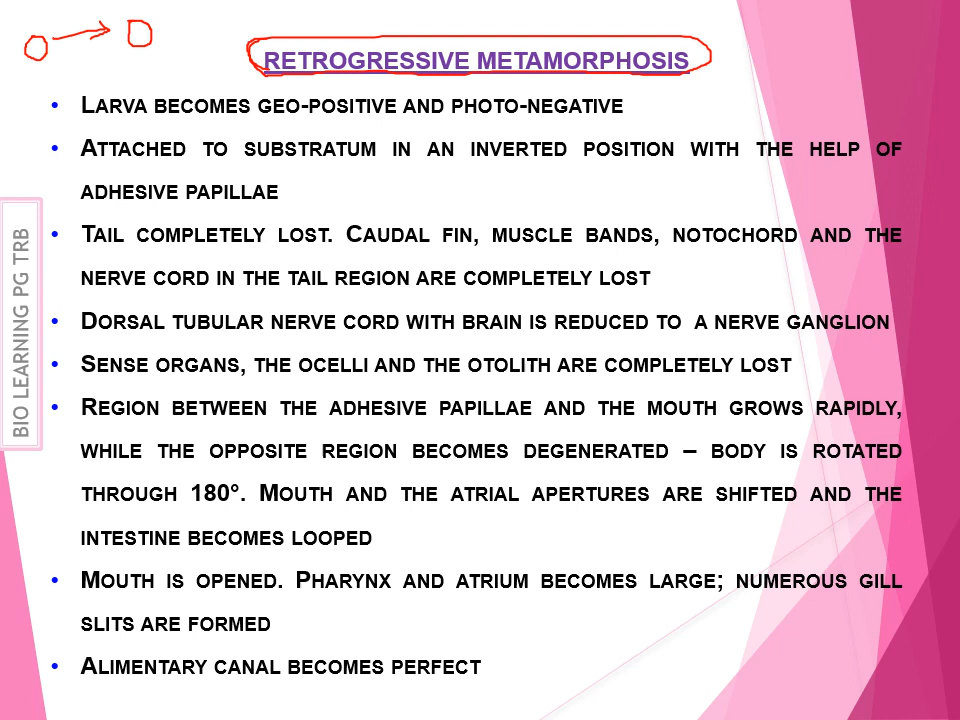 RETROGRESSIVE METAMORPHOSIS
• LARVA BECOMES GEO-POSITIVE AND PHOTO-NEGATIVE
• ATTACHED TO SUBSTRATUM IN AN INVERTED POSITION WITH THE HELP OF
ADHESIVE PAPILLAE
• TAIL COMPLETELY LOST. CAUDAL FIN, MUSCLE BANDS, NOTOCHORD AND THE
NERVE CORD IN THE TAIL REGION ARE COMPLETELY LOST
• DORSAL TUBULAR NERVE CORD WITH BRAIN IS REDUCED TO A NERVE GANGLION
• SENSE ORGANS, THE OCELLI AND THE OTOLITH ARE COMPLETELY LOST
• REGION BETWEEN THE ADHESIVE PAPILLAE AND THE MOUTH GROWS RAPIDLY,
WHILE THE OPPOSITE REGION BECOMES DEGENERATED – BODY IS ROTATED
THROUGH 180°. MOUTH AND THE ATRIAL APERTURES ARE SHIFTED AND THE
INTESTINE BECOMES LOOPED
• MOUTH IS OPENED. PHARYNX AND ATRIUM BECOMES LARGE; NUMEROUS GILL
SLITS ARE FORMED
• ALIMENTARY CANAL BECOMES PERFECT
BIO LEARNING PG TRB